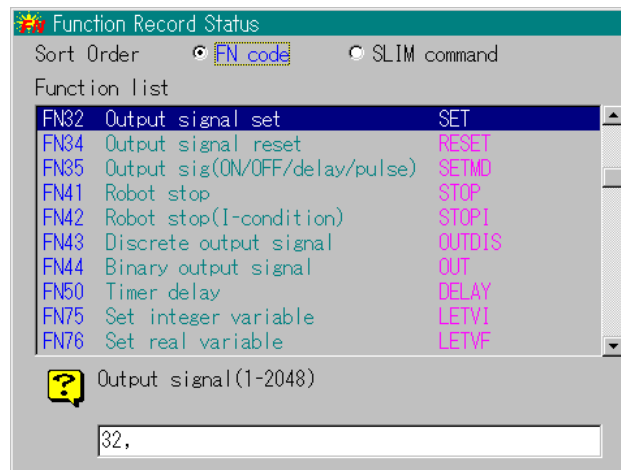 FN Function Record Status
Sort Order FN code SLIM command
Function list
FN32 Output signal set SET
FN34 Output signal reset RESET
FN35 Output sig(ON/OFF/delay/pulse) SETMD
FN41 Robot stop STOP
FN42 Robot stop(I-condition) STOPI
FN43 Discrete output signal OUTDIS
FN44 Binary output signal OUT
FN50 Timer delay DELAY
FN75 Set integer variable LETVI
FN76 Set real variable LETVF
? Output signal(1-2048)
32,